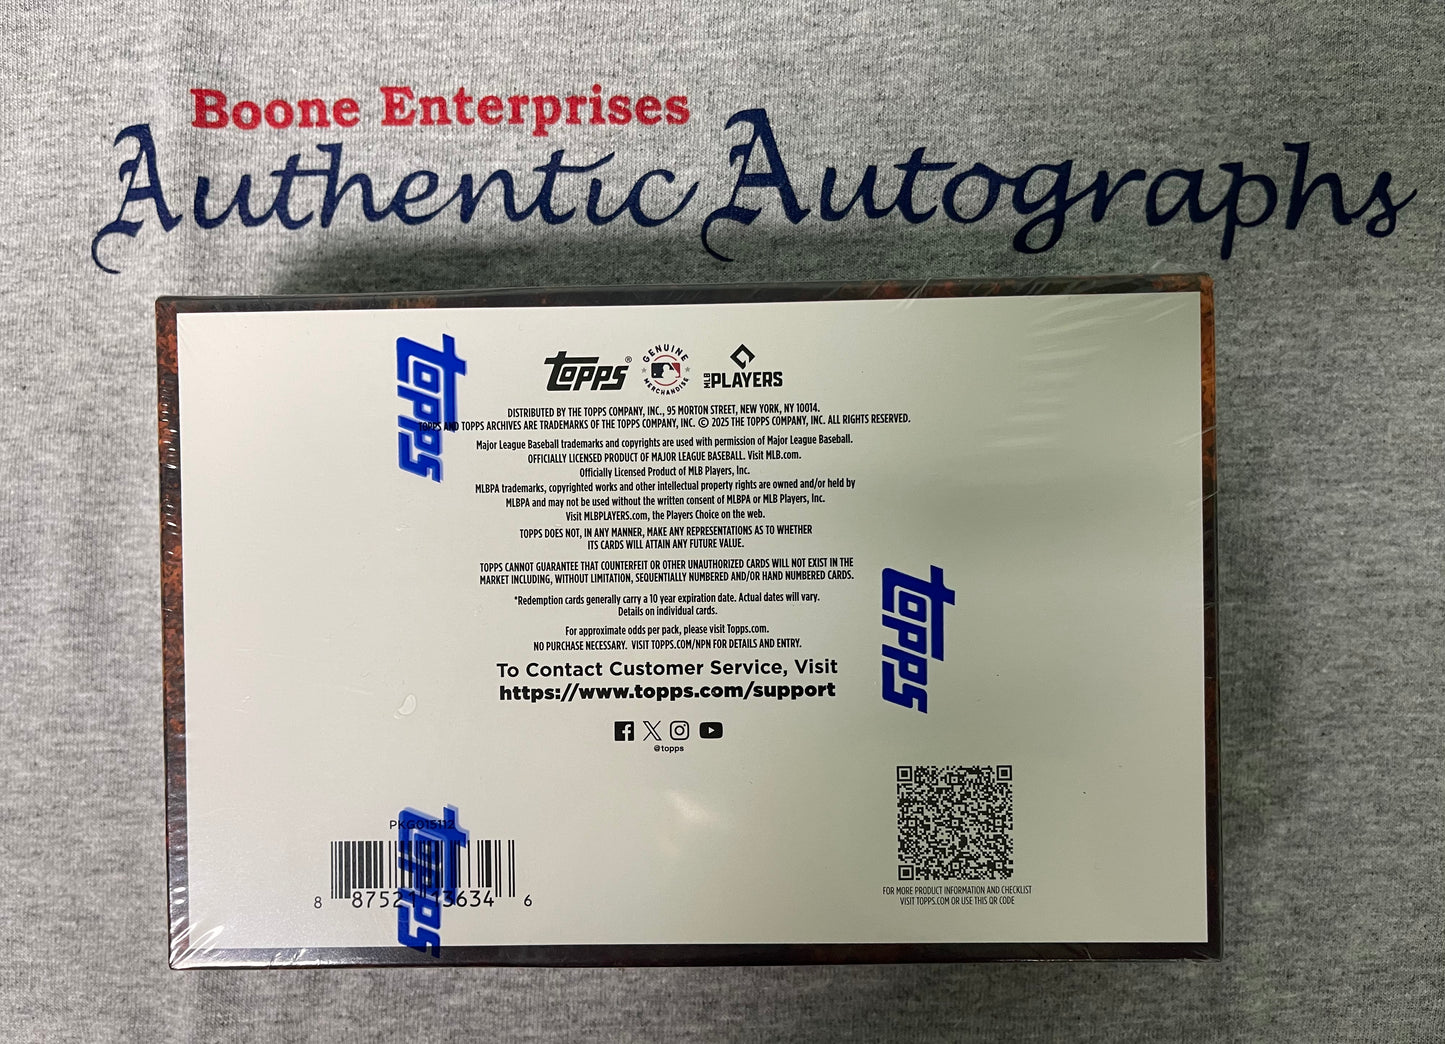 Boone Enterprises
Authentic Autographs
TOPPS
TOPPS® GENUINE MERCHANDISE MLB PLAYERS
DISTRIBUTED BY THE TOPPS COMPANY, INC., 95 MORTON STREET, NEW YORK, NY 10014.
TOPPS AND TOPPS ARCHIVES ARE TRADEMARKS OF THE TOPPS COMPANY, INC. © 2025 THE TOPPS COMPANY, INC. ALL RIGHTS RESERVED.
Major League Baseball trademarks and copyrights are used with permission of Major League Baseball.
OFFICIALLY LICENSED PRODUCT OF MAJOR LEAGUE BASEBALL. Visit MLB.com.
Officially Licensed Product of MLB Players, Inc.
MLBPA trademarks, copyrighted works and other intellectual property rights are owned and/or held by
MLBPA and may not be used without the written consent of MLBPA or MLB Players, Inc.
Visit MLBPLAYERS.com, the Players Choice on the web.
TOPPS DOES NOT, IN ANY MANNER, MAKE ANY REPRESENTATIONS AS TO WHETHER
ITS CARDS WILL ATTAIN ANY FUTURE VALUE.
TOPPS CANNOT GUARANTEE THAT COUNTERFEIT OR OTHER UNAUTHORIZED CARDS WILL NOT EXIST IN THE
MARKET INCLUDING, WITHOUT LIMITATION, SEQUENTIALLY NUMBERED AND/OR HAND NUMBERED CARDS.
*Redemption cards generally carry a 10 year expiration date. Actual dates will vary.
Details on individual cards.
For approximate odds per pack, please visit Topps.com.
NO PURCHASE NECESSARY. VISIT TOPPS.COM/NPN FOR DETAILS AND ENTRY.
To Contact Customer Service, Visit
https://www.topps.com/support
TOPPS
@topps
FOR MORE PRODUCT INFORMATION AND CHECKLIST
VISIT TOPPS.COM OR USE THIS QR CODE
PKG015112
TOPPS
8 87521 13634 6